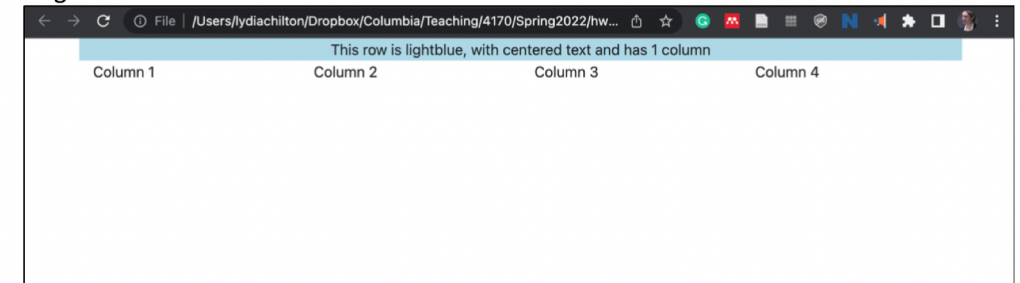 File | /Users/lydiachilton/Dropbox/Columbia/Teaching/4170/Spring2022/hw...
This row is lightblue, with centered text and has 1 column
Column 1 Column 2 Column 3 Column 4